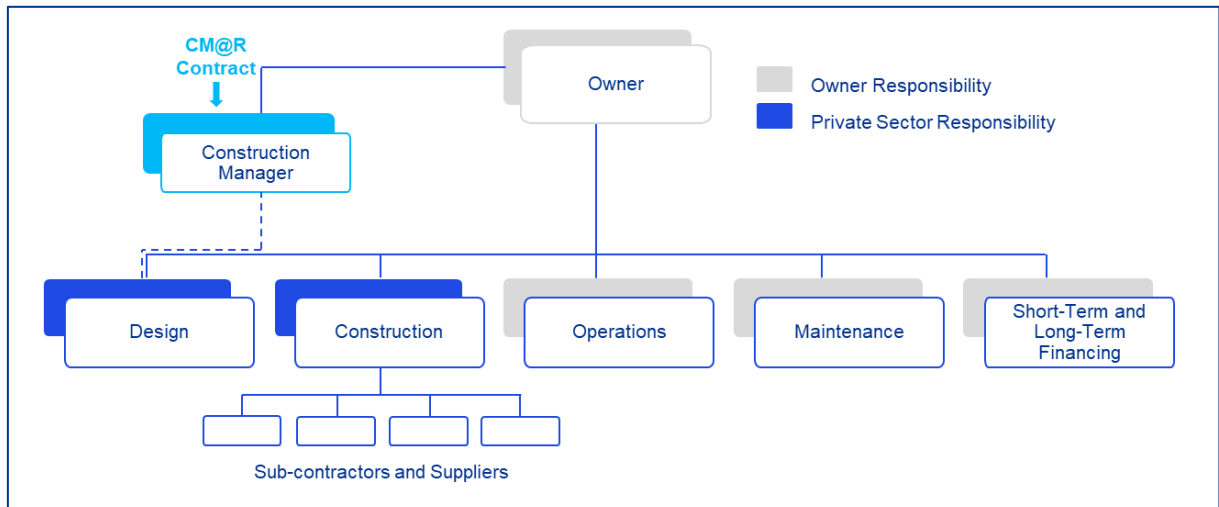 CM@R
Contract
Owner
Owner Responsibility
Private Sector Responsibility
Construction
Manager
Design
Construction
Operations
Maintenance
Short-Term and
Long-Term
Financing
Sub-contractors and Suppliers